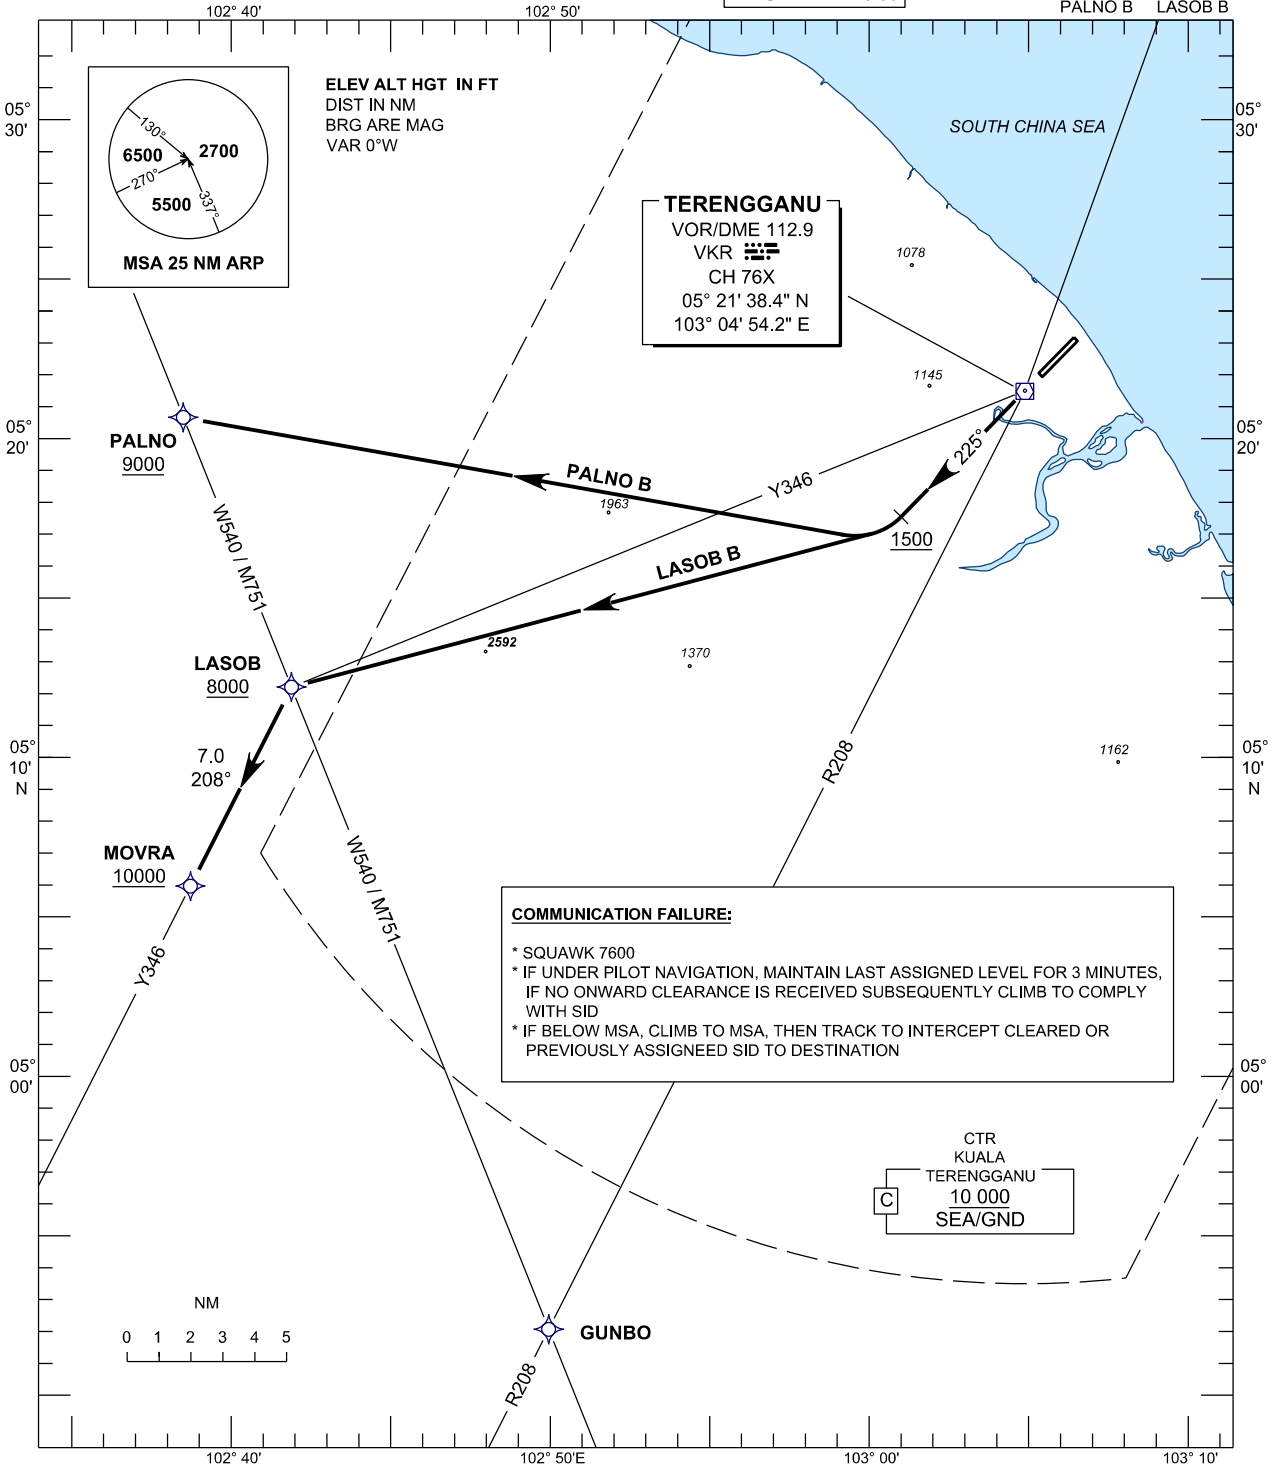 PALNO B LASOB B
102° 40'
102° 50'
05°
30'
05°
30'
130°
6500
2700
270°
5500
337°
MSA 25 NM ARP
ELEV ALT HGT IN FT
DIST IN NM
BRG ARE MAG
VAR 0°W
SOUTH CHINA SEA
TERENGGANU
VOR/DME 112.9
VKR
CH 76X
05° 21' 38.4" N
103° 04' 54.2" E
1078
1145
05°
20'
05°
20'
PALNO
9000
PALNO B
1963
Y346
225°
1500
W540 / M751
LASOB B
2592
1370
LASOB
8000
7.0
208°
R208
1162
05°
10'
N
05°
10'
N
MOVRA
10000
W540 / M751
Y346
COMMUNICATION FAILURE:
* SQUAWK 7600
* IF UNDER PILOT NAVIGATION, MAINTAIN LAST ASSIGNED LEVEL FOR 3 MINUTES,
IF NO ONWARD CLEARANCE IS RECEIVED SUBSEQUENTLY CLIMB TO COMPLY
WITH SID
* IF BELOW MSA, CLIMB TO MSA, THEN TRACK TO INTERCEPT CLEARED OR
PREVIOUSLY ASSIGNEED SID TO DESTINATION
05°
00'
05°
00'
CTR
KUALA
TERENGGANU
C
10 000
SEA/GND
NM
0 1 2 3 4 5
GUNBO
R208
102° 40'
102° 50'E
103° 00'
103° 10'